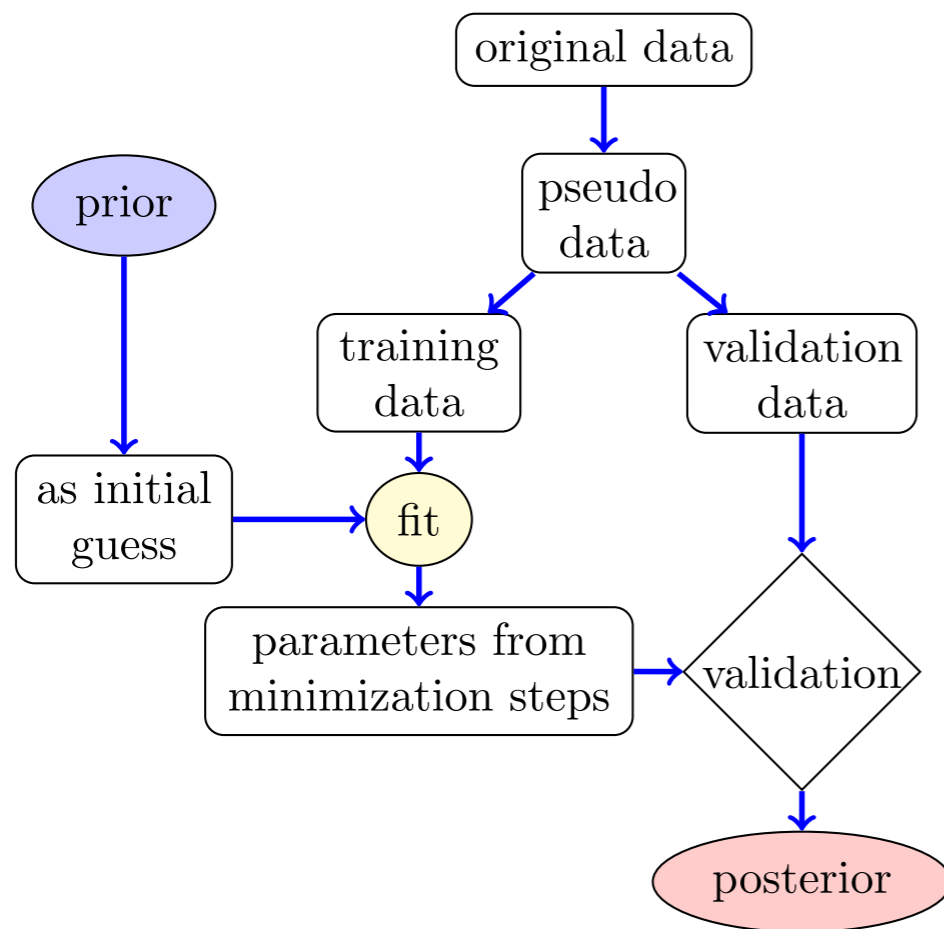 original data
prior
pseudo
data
training
data
validation
data
as initial
guess
fit
parameters from
minimization steps
validation
posterior